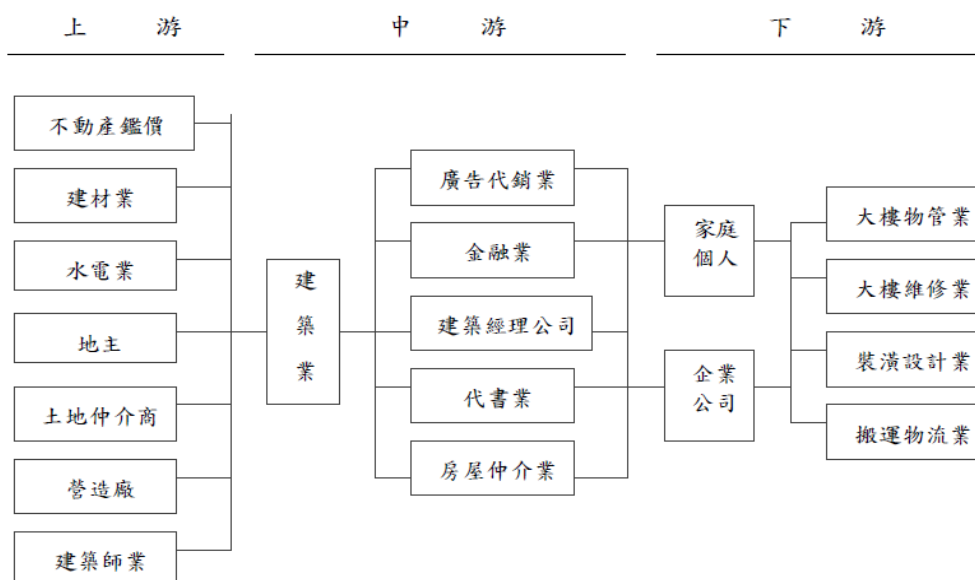 上游
中游
下游
不動產鑑價
建材業
水電業
地主
土地仲介商
營造廠
建築師業
建築業
廣告代銷業
金融業
建築經理公司
代書業
房屋仲介業
家庭
個人
企業
公司
大樓物管業
大樓維修業
裝潢設計業
搬運物流業